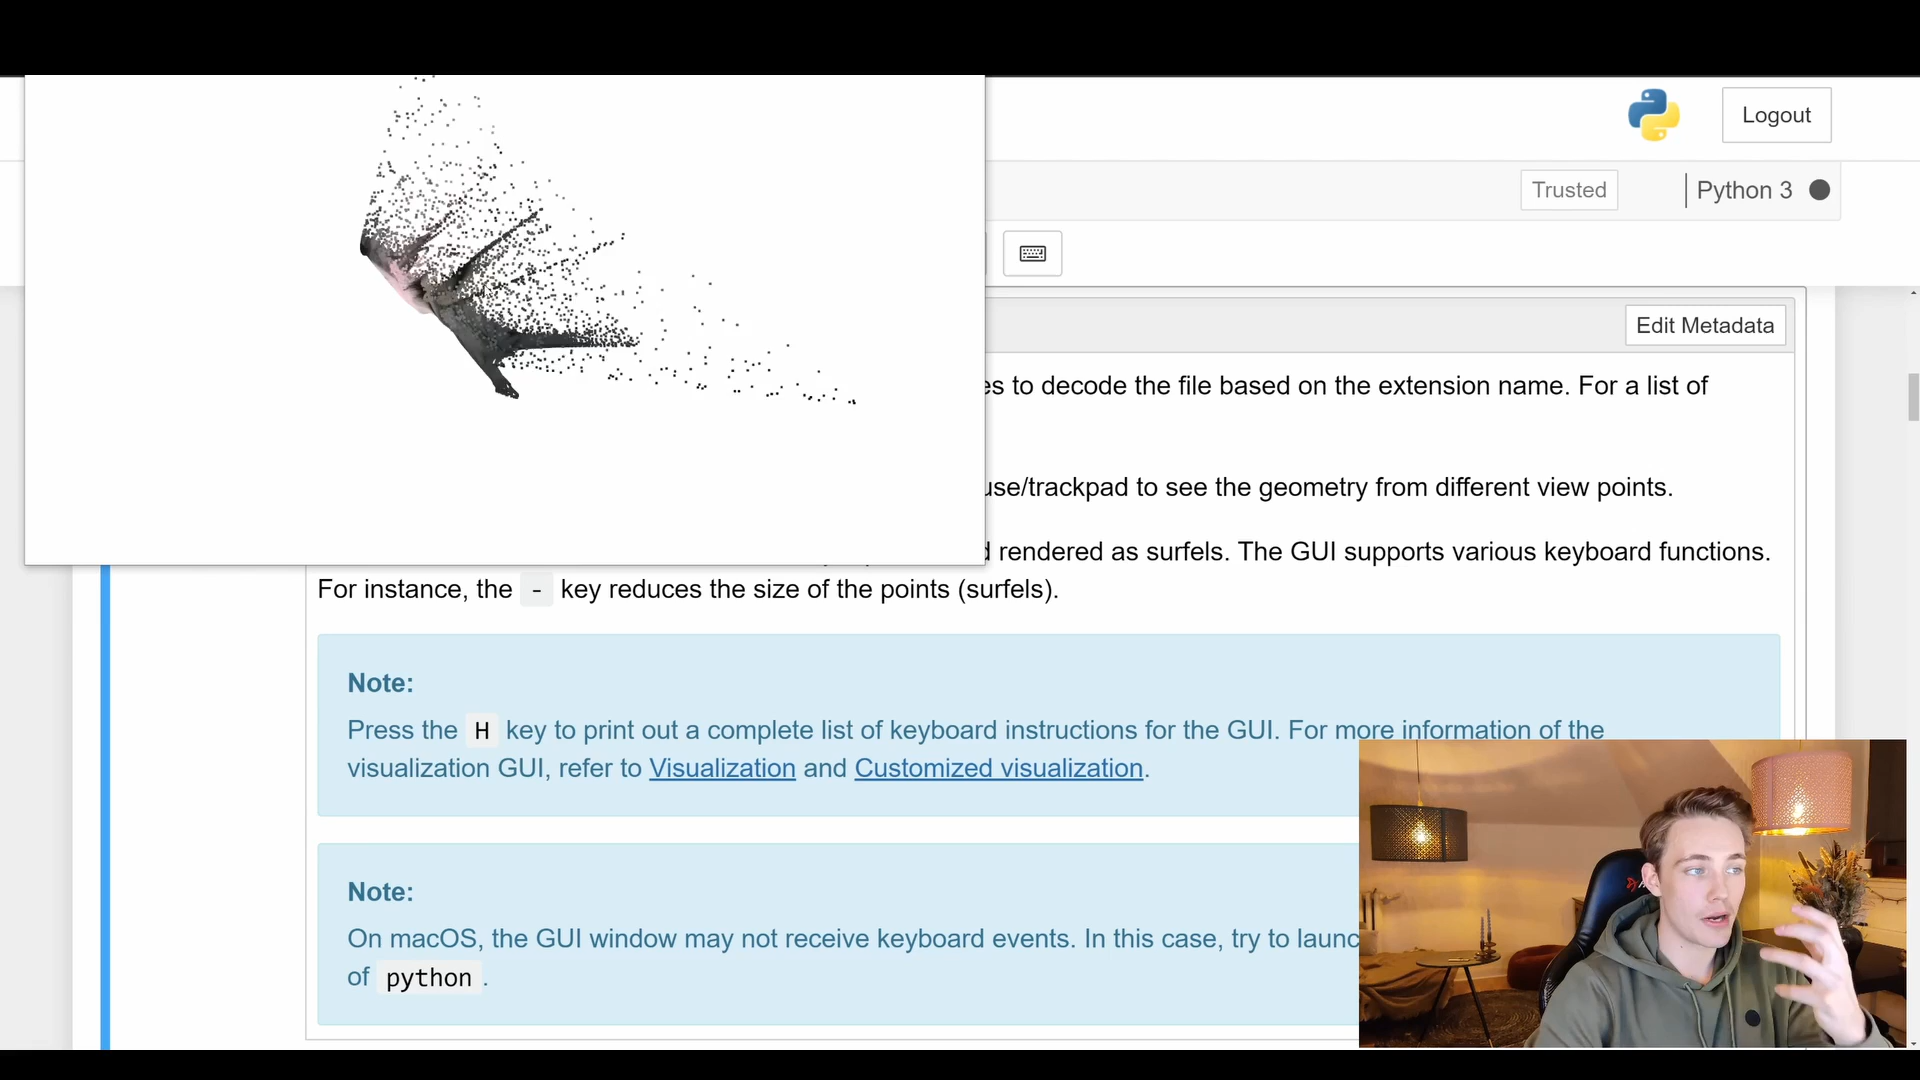 Logout
Trusted
Python 3
Edit Metadata
es to decode the file based on the extension name. For a list of
use/trackpad to see the geometry from different view points.
rendered as surfels. The GUI supports various keyboard functions.
For instance, the - key reduces the size of the points (surfels).
Note:
Press the H key to print out a complete list of keyboard instructions for the GUI. For more information of the
visualization GUI, refer to Visualization and Customized visualization.
Note:
On macOS, the GUI window may not receive keyboard events. In this case, try to launc
of python .